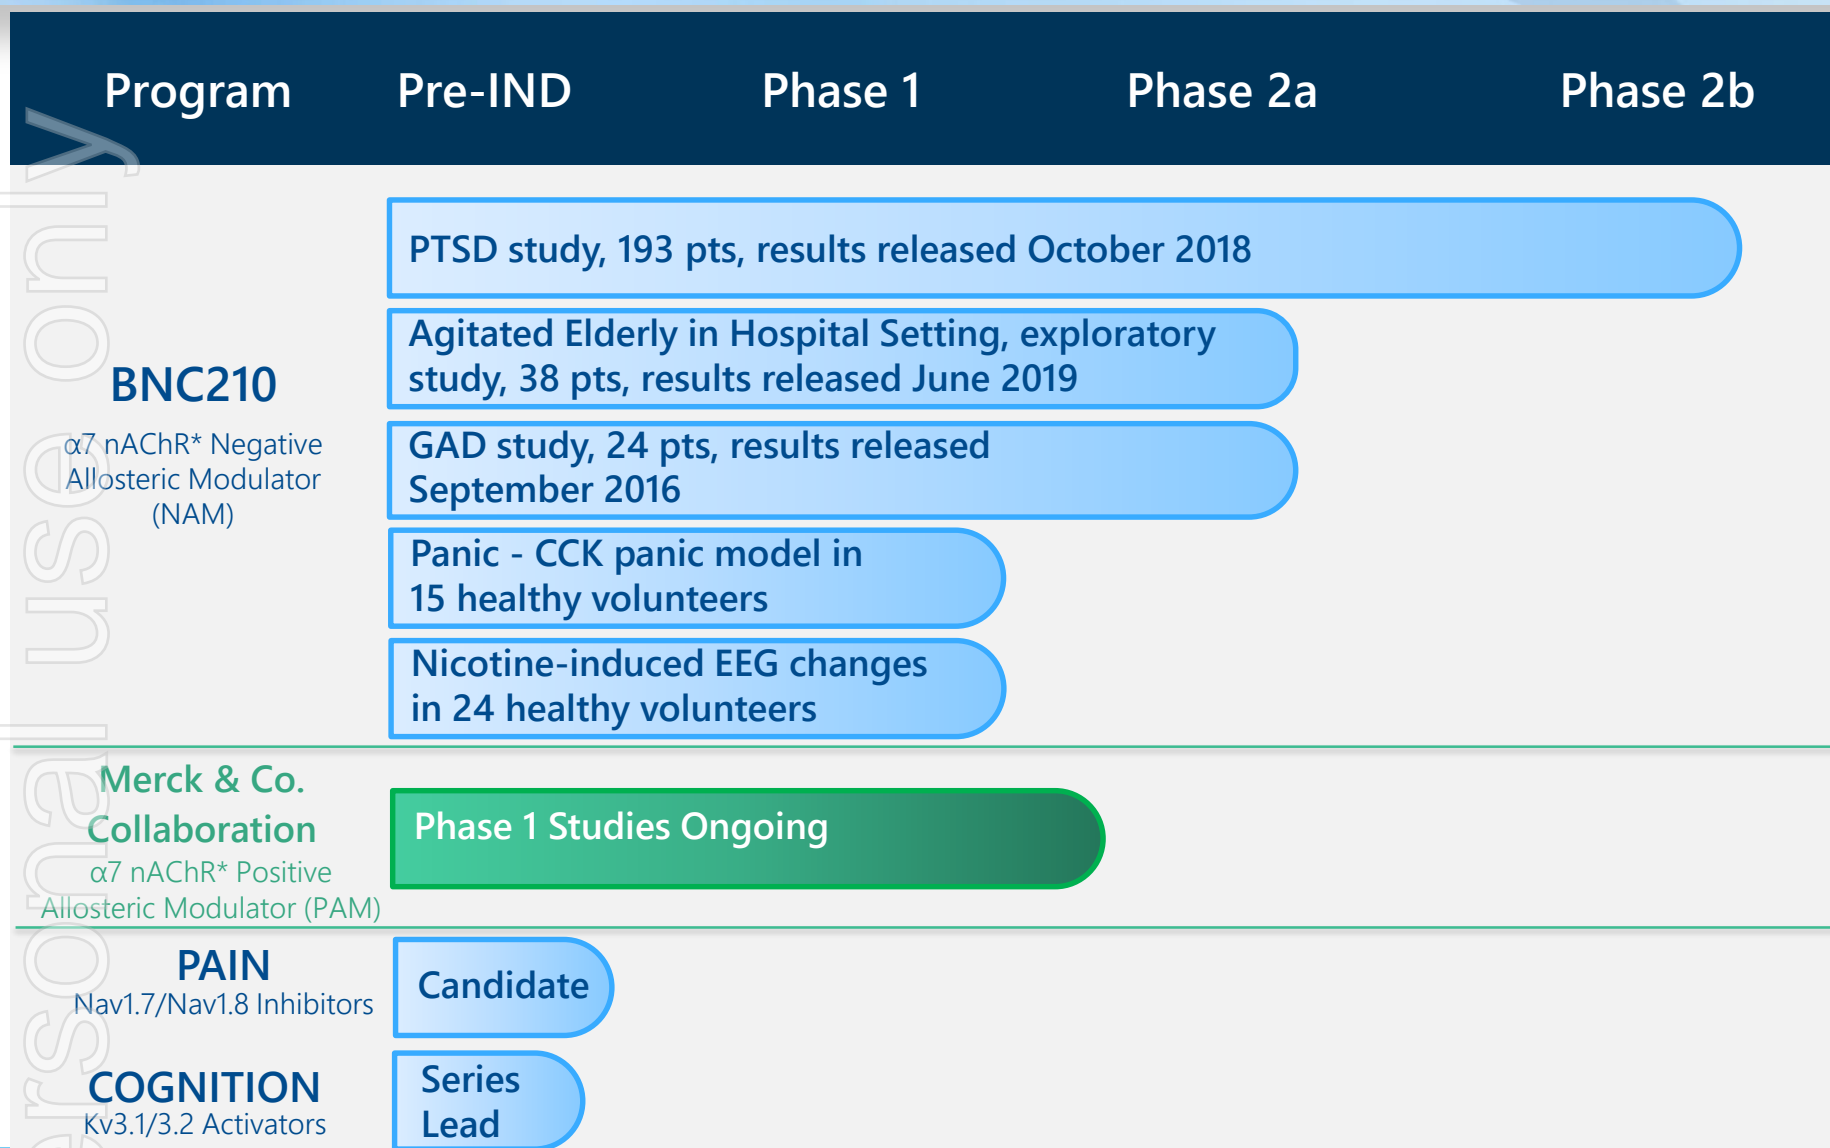 Program Pre-IND Phase 1 Phase 2a Phase 2b
PTSD study, 193 pts, results released October 2018
Agitated Elderly in Hospital Setting, exploratory
study, 38 pts, results released June 2019
BNC210
α7 nAChR* Negative
Allosteric Modulator
(NAM)
GAD study, 24 pts, results released
September 2016
Panic - CCK panic model in
15 healthy volunteers
Nicotine-induced EEG changes
in 24 healthy volunteers
Merck & Co.
Collaboration
α7 nAChR* Positive
Allosteric Modulator (PAM)
Phase 1 Studies Ongoing
PAIN
Nav1.7/Nav1.8 Inhibitors
Candidate
COGNITION
Kv3.1/3.2 Activators
Series
Lead
ersonal use only